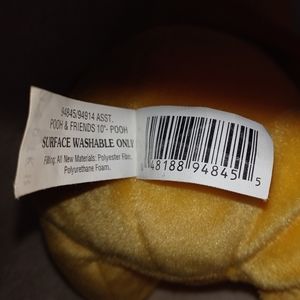 94845/94914 ASST.
POOH & FRIENDS 10"- POOH
SURFACE WASHABLE ONLY
Filling: All New Materials: Polyester Fiber,
Polyurethane Foam.
48188 94845 5